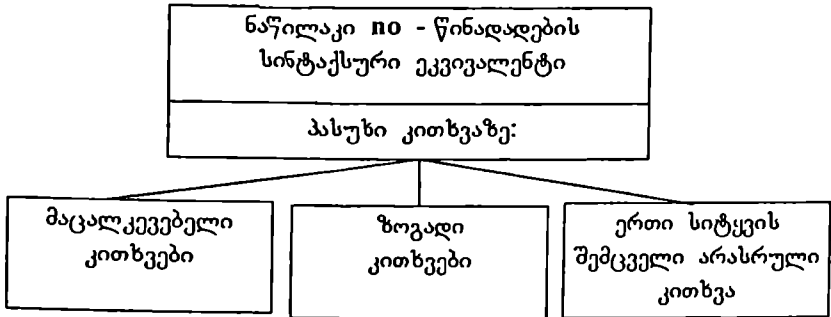 ნაწილაკი no - წინადადების
სინტაქსური ეკვივალენტი
პასუხი კითხვაზე:
მაცალკევებელი
კითხვები
ზოგადი
კითხვები
ერთი სიტყვის
შემცველი არასრული
კითხვა